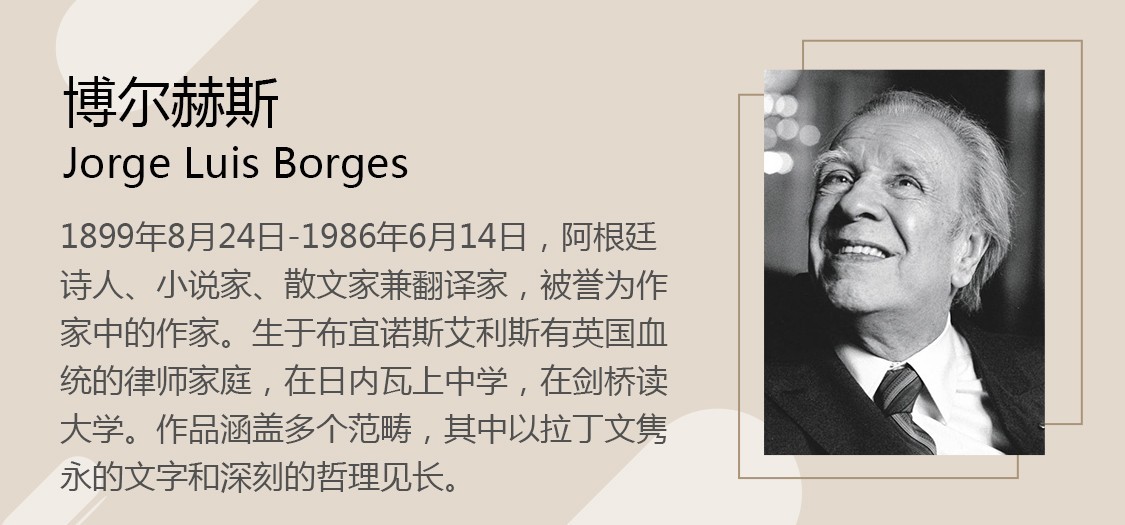 博尔赫斯
Jorge Luis Borges
1899年8月24日-1986年6月14日，阿根廷
诗人、小说家、散文家兼翻译家，被誉为作
家中的作家。生于布宜诺斯艾利斯有英国血
统的律师家庭，在日内瓦上中学，在剑桥读
大学。作品涵盖多个范畴，其中以拉丁文隽
永的文字和深刻的哲理见长。